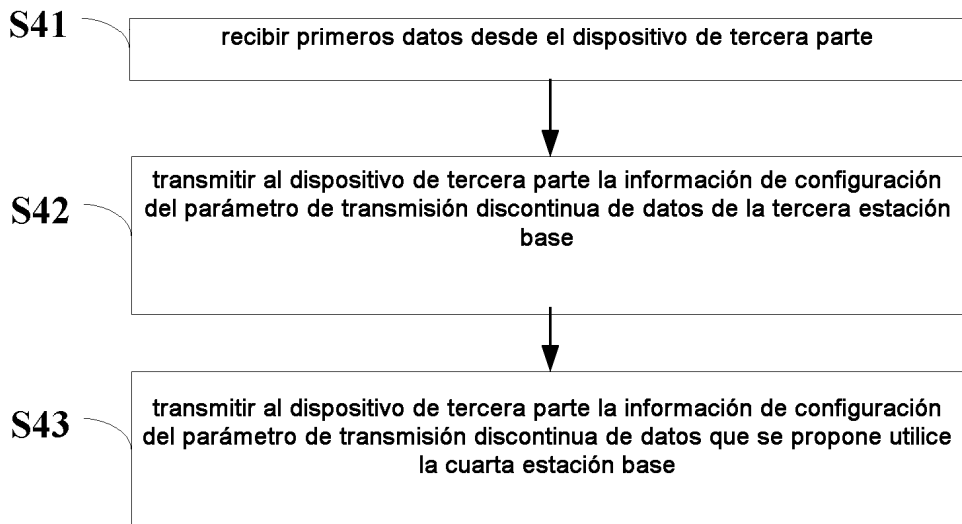 S41
recibir primeros datos desde el dispositivo de tercera parte
S42
transmitir al dispositivo de tercera parte la información de configuración
del parámetro de transmisión discontinua de datos de la tercera estación
base
S43
transmitir al dispositivo de tercera parte la información de configuración
del parámetro de transmisión discontinua de datos que se propone utilice
la cuarta estación base